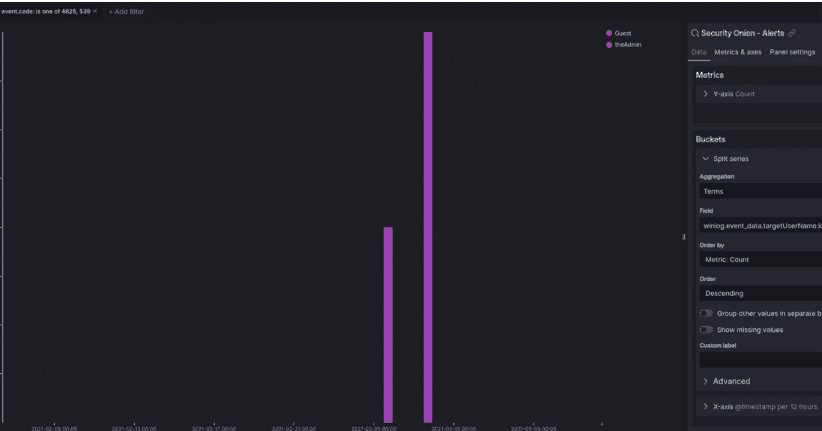 event.code: is one of 4625, 539 ×
+ Add filter
Guest
theAdmin
Security Onion - Alerts
Data
Metrics & axes
Panel settings
Metrics
Y-axis Count
Buckets
Split series
Aggregation
Terms
Field
winlog.event_data.targetUserName.k
Order by
Metric: Count
Order
Descending
Group other values in separate b
Show missing values
Custom label
Advanced
X-axis @timestamp per 12 hours
2021-02-09 00:00
2021-02-13 00:00
2021-02-17 00:00
2021-02-21 00:00
2021-02-25 00:00
2021-03-01 00:00
2021-03-05 00:00